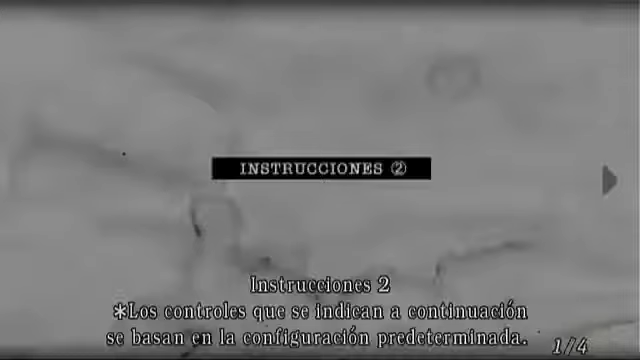 INSTRUCCIONES ②
Instrucciones 2
*Los controles que se indican a continuación
se basan en la configuración predeterminada.
1/4